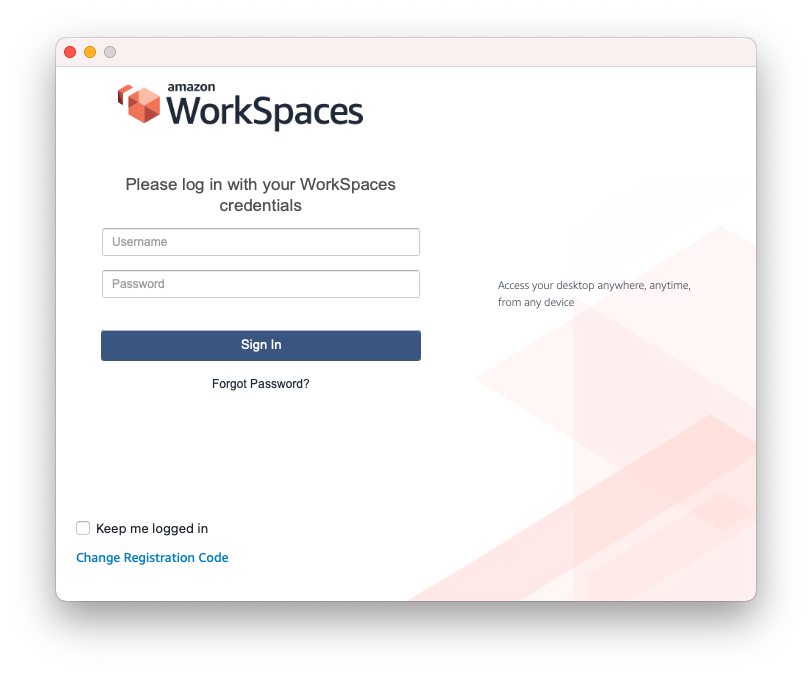 amazon
WorkSpaces
Please log in with your WorkSpaces
credentials
Username
Password
Access your desktop anywhere, anytime,
from any device
Sign In
Forgot Password?
Keep me logged in
Change Registration Code